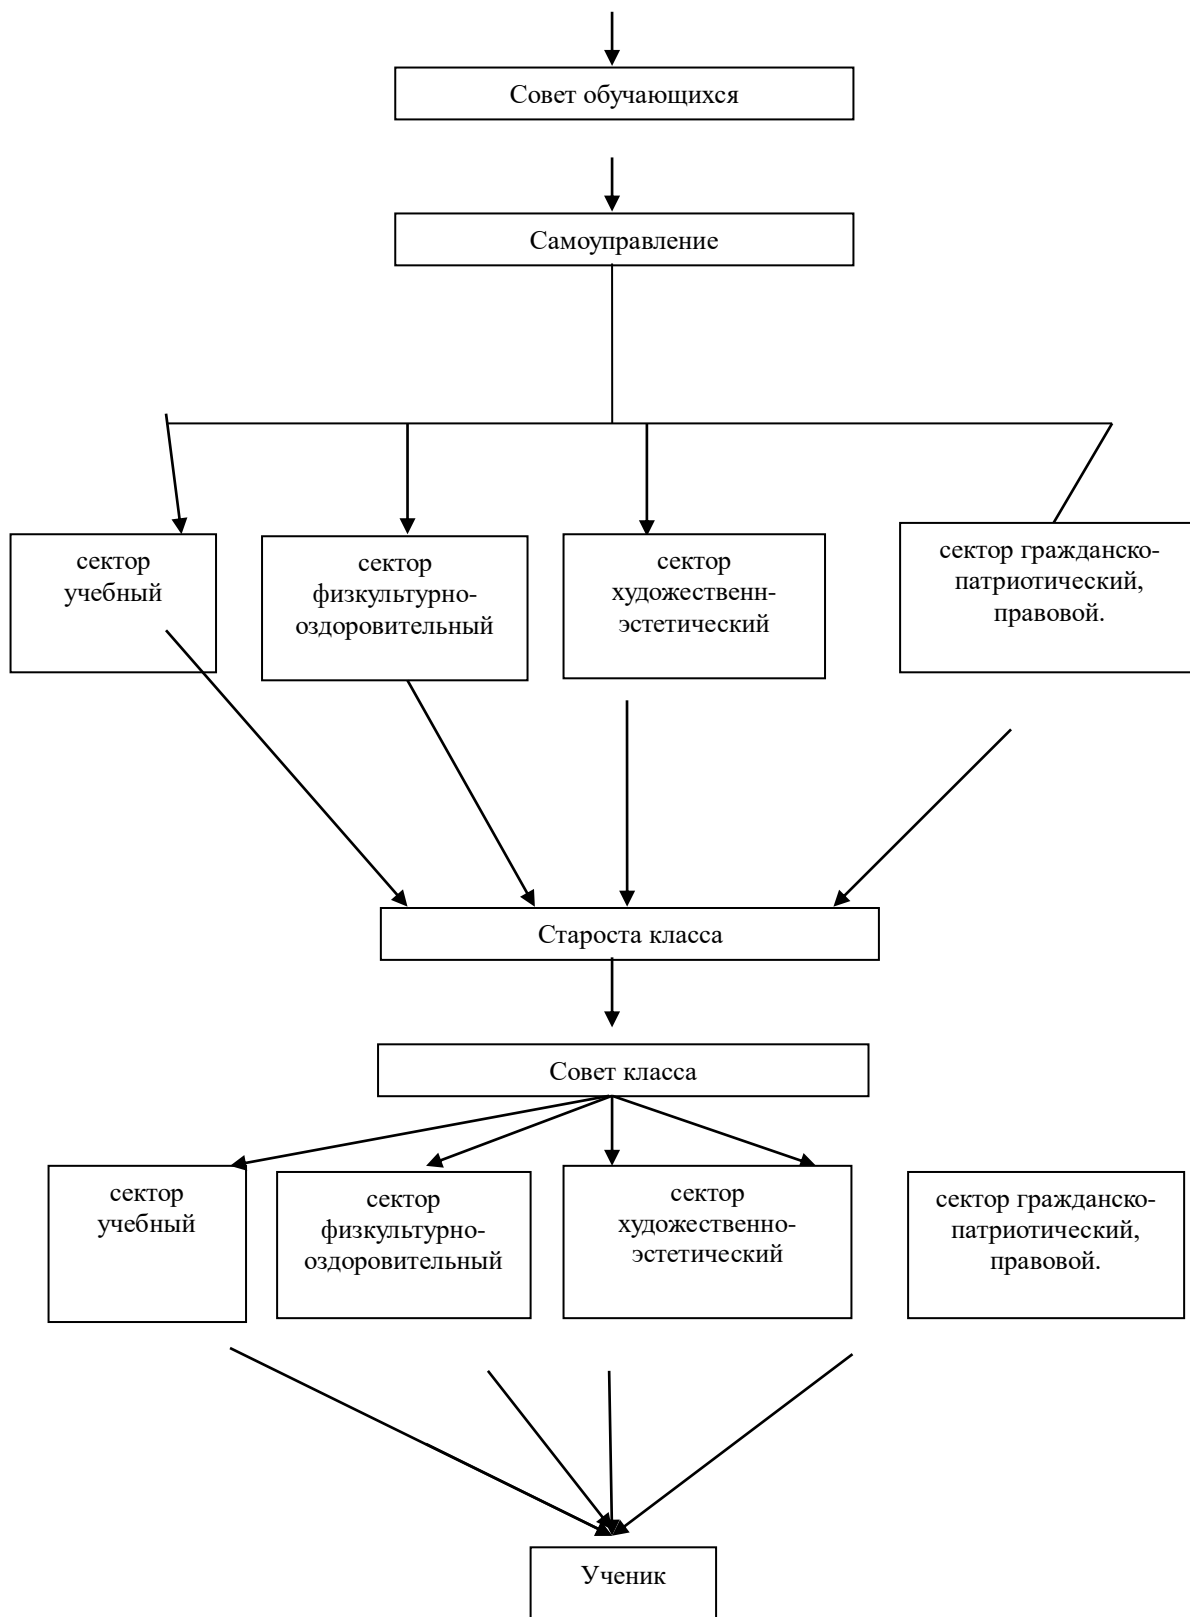 Совет обучающихся
Самоуправление
сектор
учебный
сектор
физкультурно-
оздоровительный
сектор
художественн-
эстетический
сектор гражданско-
патриотический,
правовой.
Староста класса
Совет класса
сектор
учебный
сектор
физкультурно-
оздоровительный
сектор
художественно-
эстетический
сектор гражданско-
патриотический,
правовой.
Ученик